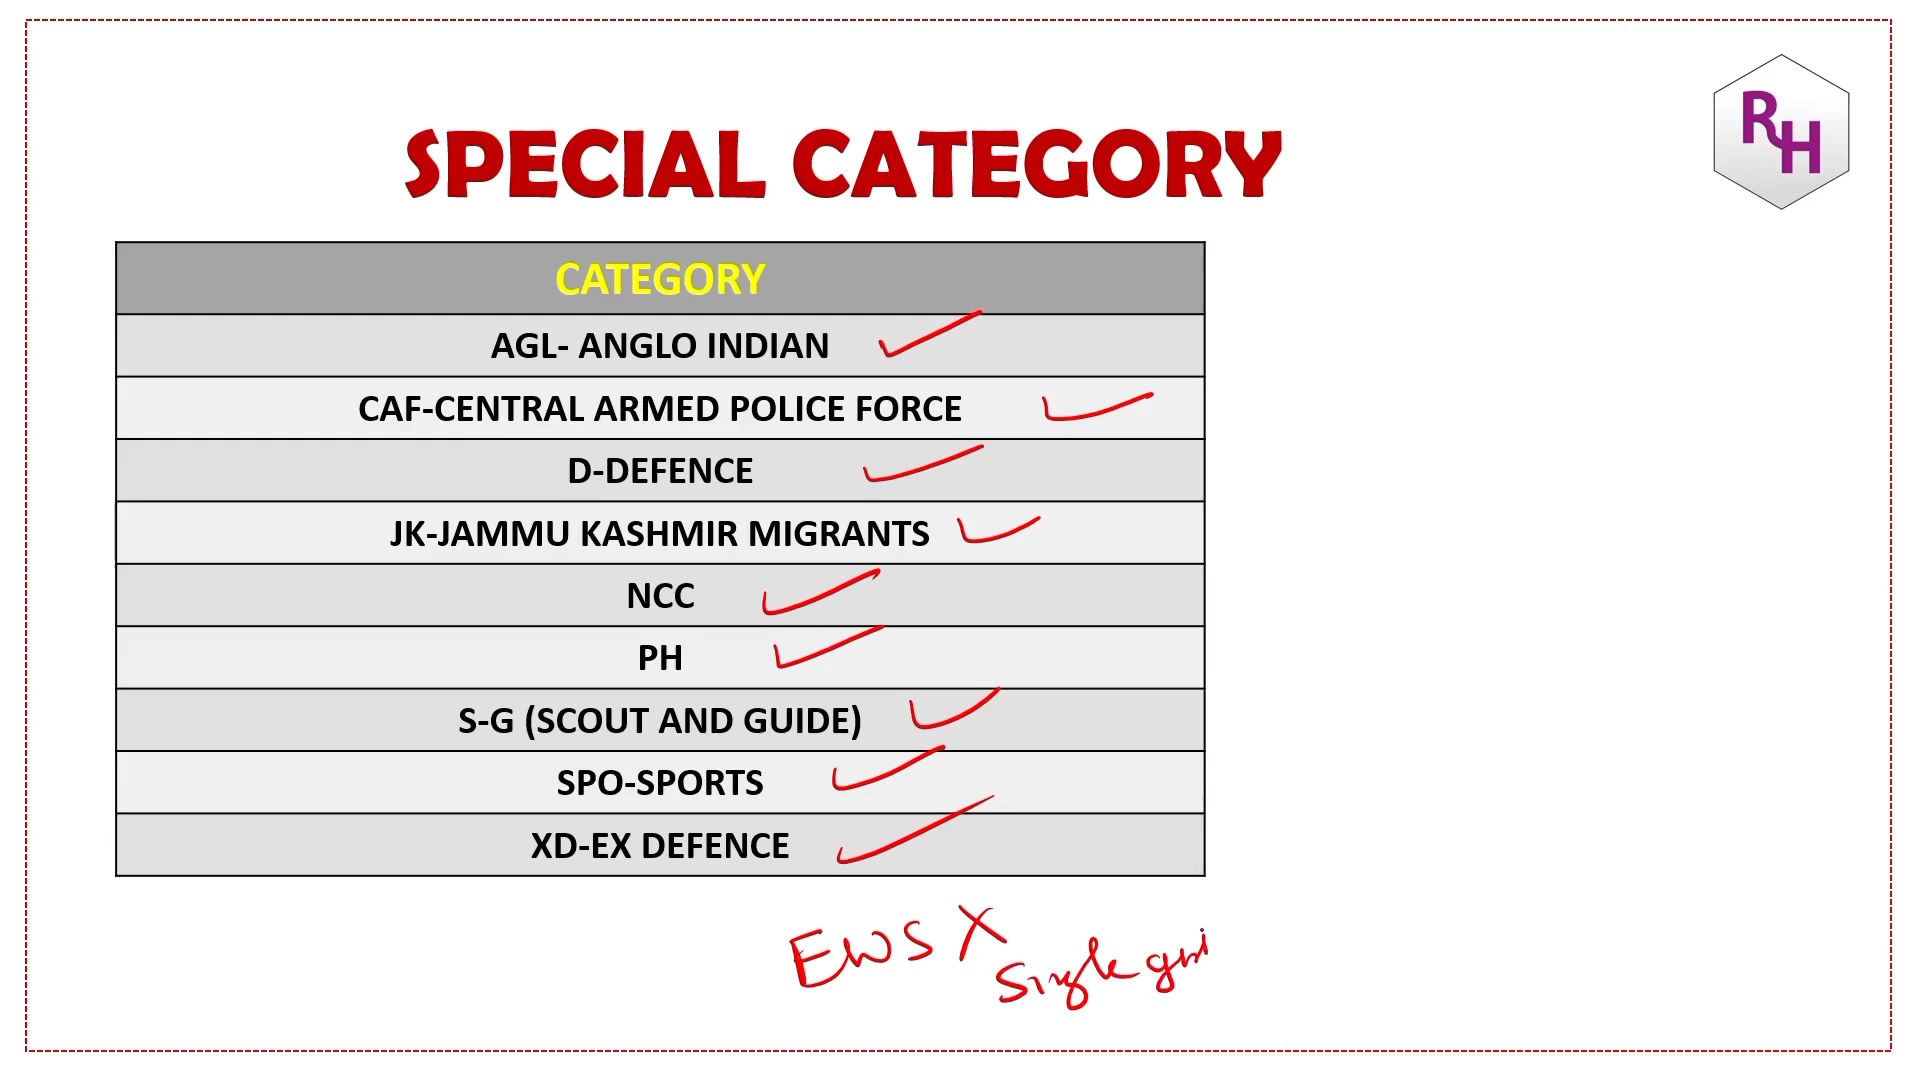 RH
SPECIAL CATEGORY
CATEGORY
AGL- ANGLO INDIAN
CAF-CENTRAL ARMED POLICE FORCE
D-DEFENCE
JK-JAMMU KASHMIR MIGRANTS
NCC
PH
S-G (SCOUT AND GUIDE)
SPO-SPORTS
XD-EX DEFENCE
EWS X
Single